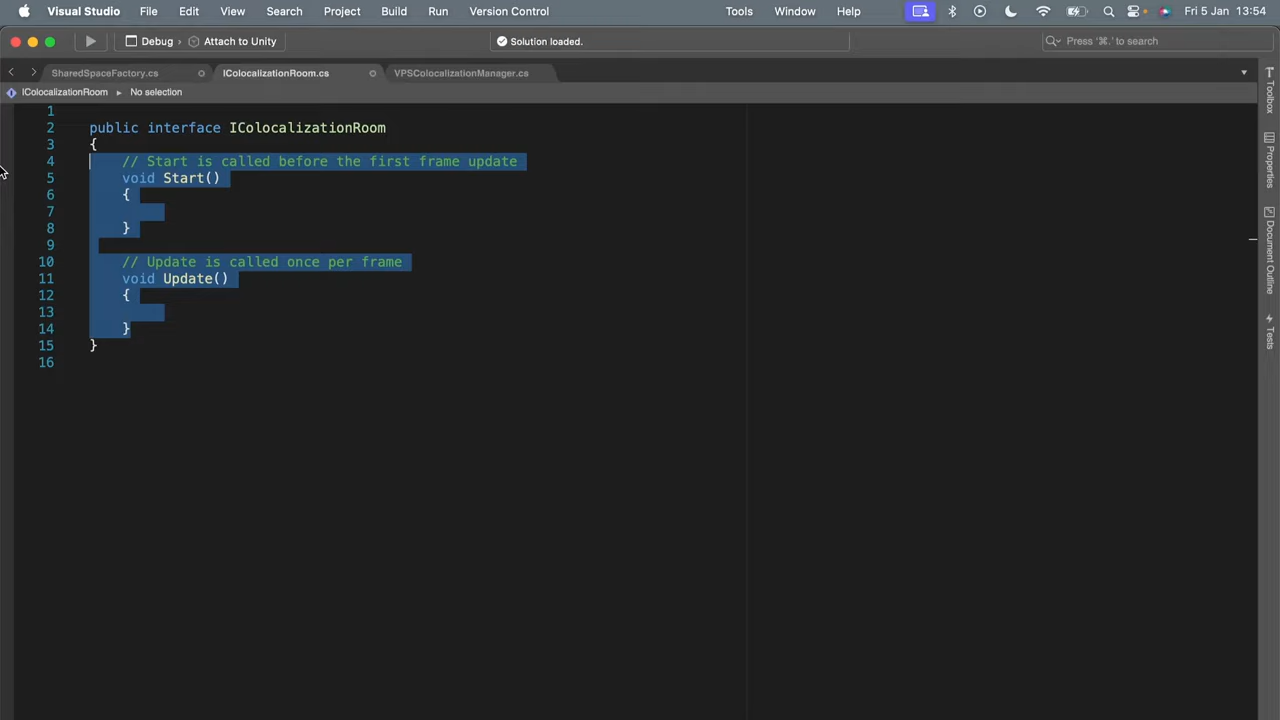 Visual Studio File Edit View Search Project Build Run Version Control Tools Window Help Fri 5 Jan 13:54
Debug › Attach to Unity Solution loaded. Press '⌘.' to search
SharedSpaceFactory.cs IColocalizationRoom.cs VPSColocalizationManager.cs
IColocalizationRoom ▸ No selection
1
2 public interface IColocalizationRoom
3 {
4 // Start is called before the first frame update
5 void Start()
6 {
7
8 }
9
10 // Update is called once per frame
11 void Update()
12 {
13
14 }
15 }
16
Toolbox
Properties
Document Outline
Tests